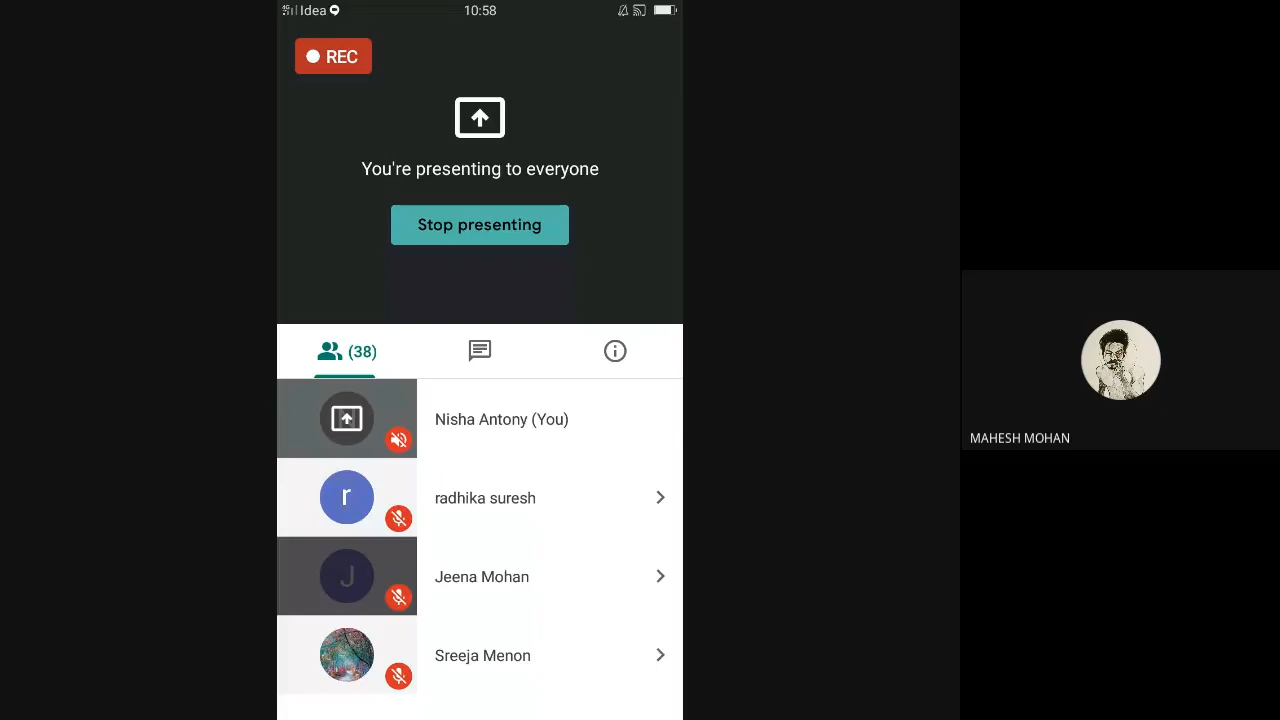 4G Idea 10:58
REC
You're presenting to everyone
Stop presenting
(38)
Nisha Antony (You)
r radhika suresh
J Jeena Mohan
Sreeja Menon
MAHESH MOHAN